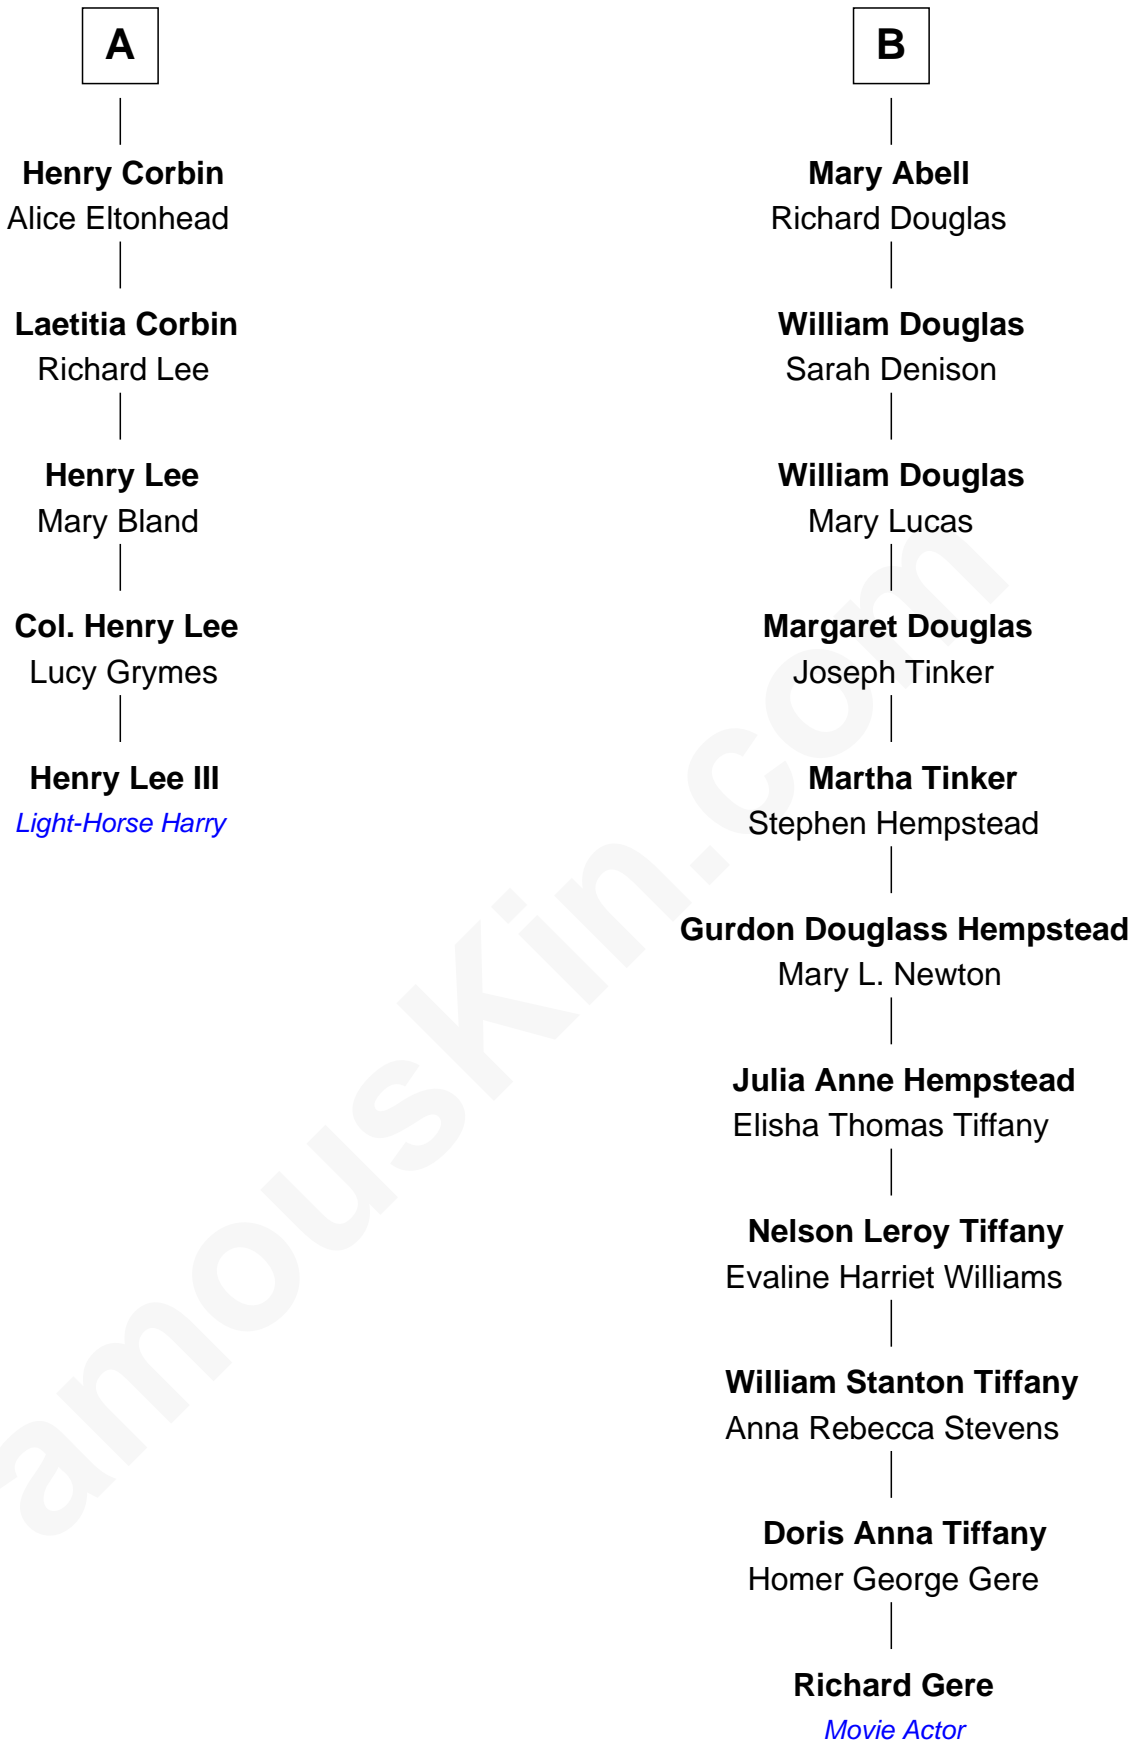 A
Henry Corbin
Alice Eltonhead
Laetitia Corbin
Richard Lee
Henry Lee
Mary Bland
Col. Henry Lee
Lucy Grymes
Henry Lee III
Light-Horse Harry
B
Mary Abell
Richard Douglas
William Douglas
Sarah Denison
William Douglas
Mary Lucas
Margaret Douglas
Joseph Tinker
Martha Tinker
Stephen Hempstead
Gurdon Douglass Hempstead
Mary L. Newton
Julia Anne Hempstead
Elisha Thomas Tiffany
Nelson Leroy Tiffany
Evaline Harriet Williams
William Stanton Tiffany
Anna Rebecca Stevens
Doris Anna Tiffany
Homer George Gere
Richard Gere
Movie Actor
amousKin.com